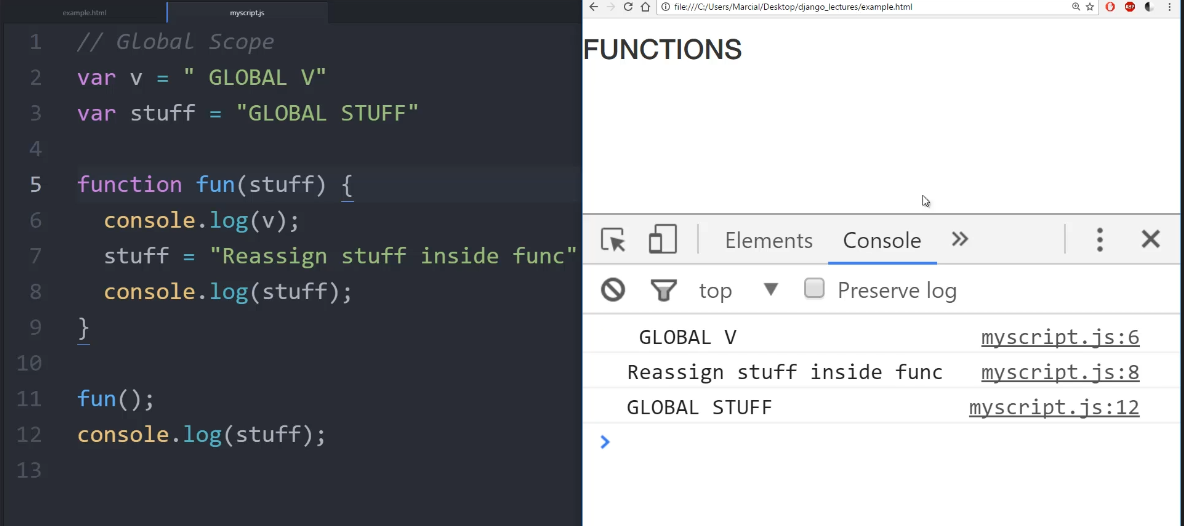 example.html
myscript.js
1 // Global Scope
2 var v = " GLOBAL V"
3 var stuff = "GLOBAL STUFF"
4
5 function fun(stuff) {
6 console.log(v);
7 stuff = "Reassign stuff inside func"
8 console.log(stuff);
9 }
10
11 fun();
12 console.log(stuff);
13
file:///C:/Users/Marcial/Desktop/django_lectures/example.html
FUNCTIONS
Elements Console »
top ▼ Preserve log
GLOBAL V myscript.js:6
Reassign stuff inside func myscript.js:8
GLOBAL STUFF myscript.js:12
>